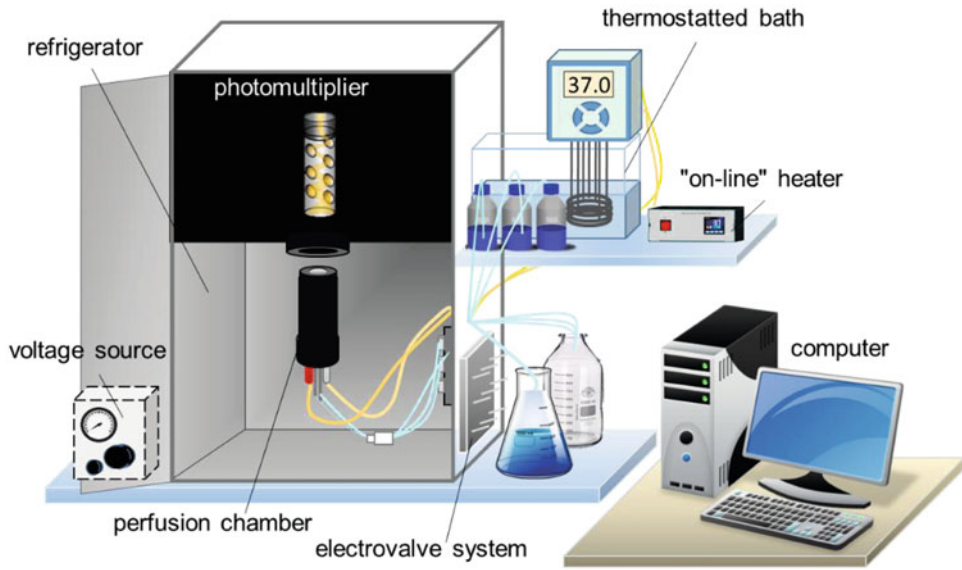 thermostatted bath
refrigerator
photomultiplier
37.0
"on-line" heater
voltage source
computer
perfusion chamber
electrovalve system